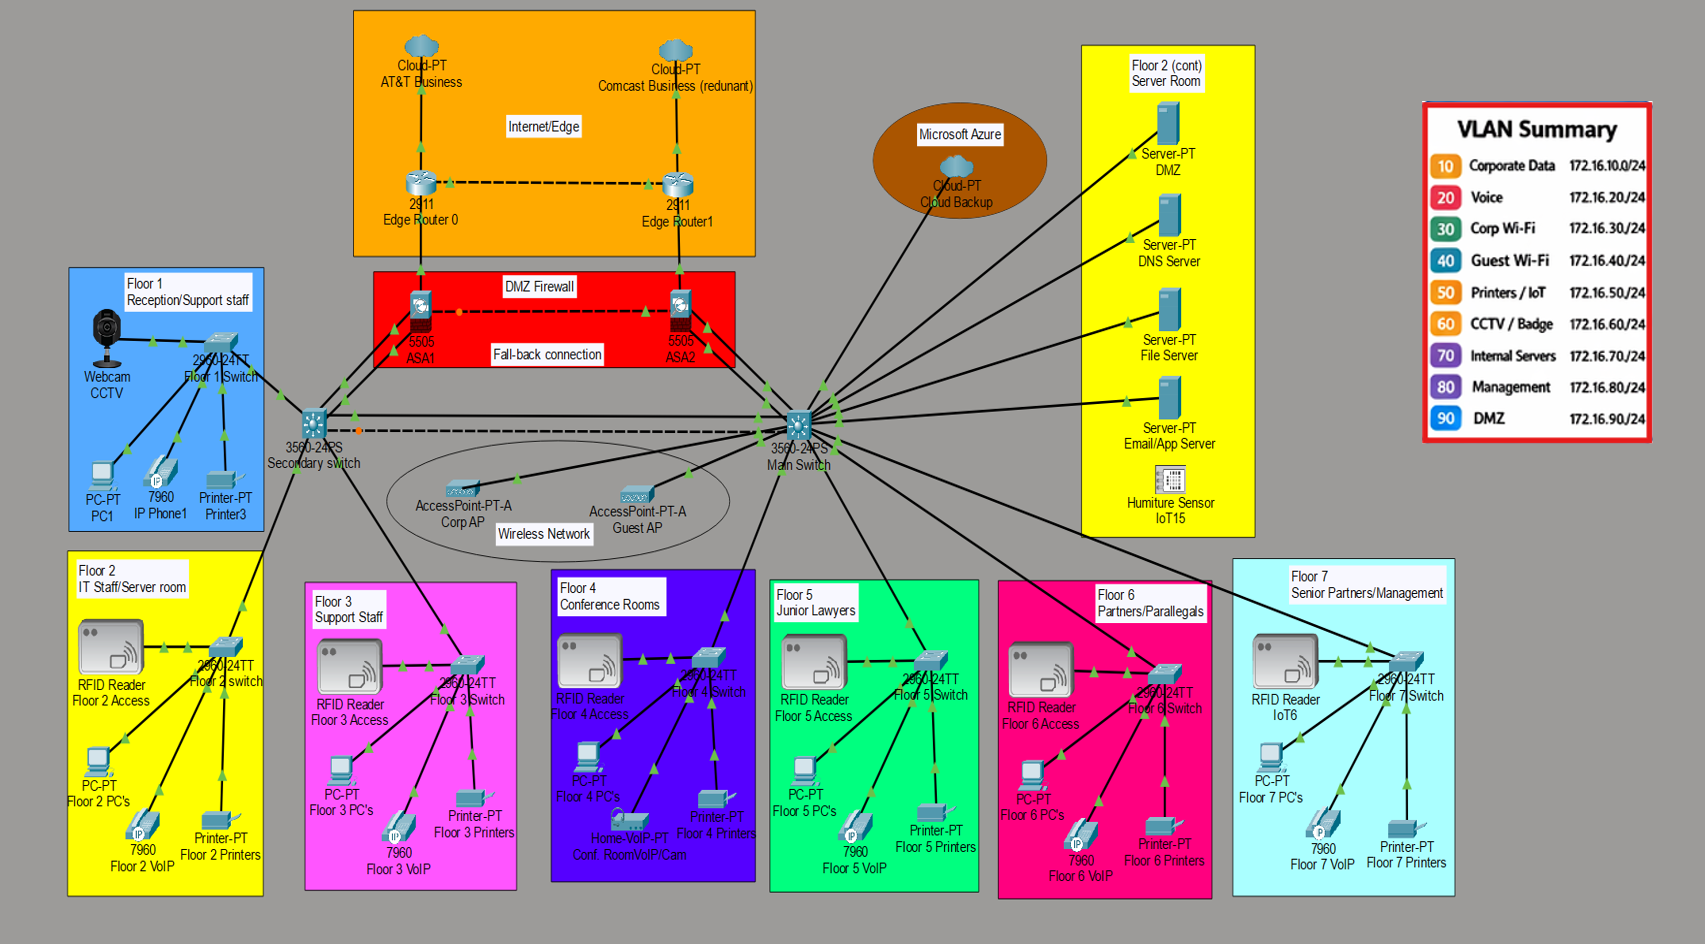 Cloud-PT
AT&T Business
Cloud-PT
Comcast Business (redunant)
Internet/Edge
2911
Edge Router 0
2911
Edge Router1
DMZ Firewall
5505
ASA1
5505
ASA2
Fall-back connection
Microsoft Azure
Cloud-PT
Cloud Backup
Floor 2 (cont)
Server Room
Server-PT
DMZ
Server-PT
DNS Server
Server-PT
File Server
Server-PT
Email/App Server
Humiture Sensor
IoT15
VLAN Summary
10 Corporate Data 172.16.10.0/24
20 Voice 172.16.20./24
30 Corp Wi-Fi 172.16.30./24
40 Guest Wi-Fi 172.16.40./24
50 Printers / IoT 172.16.50./24
60 CCTV / Badge 172.16.60./24
70 Internal Servers 172.16.70./24
80 Management 172.16.80./24
90 DMZ 172.16.90./24
Floor 1
Reception/Support staff
Webcam
CCTV
2960-24TT
Floor 1 Switch
PC-PT
PC1
IP
7960
IP Phone1
Printer-PT
Printer3
3560-24PS
Secondary switch
3560-24PS
Main Switch
AccessPoint-PT-A
Corp AP
AccessPoint-PT-A
Guest AP
Wireless Network
Floor 2
IT Staff/Server room
RFID Reader
Floor 2 Access
2960-24TT
Floor 2 switch
PC-PT
Floor 2 PC's
IP
7960
Floor 2 VoIP
Printer-PT
Floor 2 Printers
Floor 3
Support Staff
RFID Reader
Floor 3 Access
2960-24TT
Floor 3 Switch
PC-PT
Floor 3 PC's
IP
7960
Floor 3 VoIP
Printer-PT
Floor 3 Printers
Floor 4
Conference Rooms
RFID Reader
Floor 4 Access
2960-24TT
Floor 4 Switch
PC-PT
Floor 4 PC's
Home-VoIP-PT
Conf. RoomVoIP/Cam
Printer-PT
Floor 4 Printers
Floor 5
Junior Lawyers
RFID Reader
Floor 5 Access
2960-24TT
Floor 5 Switch
PC-PT
Floor 5 PC's
IP
7960
Floor 5 VoIP
Printer-PT
Floor 5 Printers
Floor 6
Partners/Parallegals
RFID Reader
Floor 6 Access
2960-24TT
Floor 6 Switch
PC-PT
Floor 6 PC's
IP
7960
Floor 6 VoIP
Printer-PT
Floor 6 Printers
Floor 7
Senior Partners/Management
RFID Reader
IoT6
2960-24TT
Floor 7 Switch
PC-PT
Floor 7 PC's
IP
7960
Floor 7 VoIP
Printer-PT
Floor 7 Printers